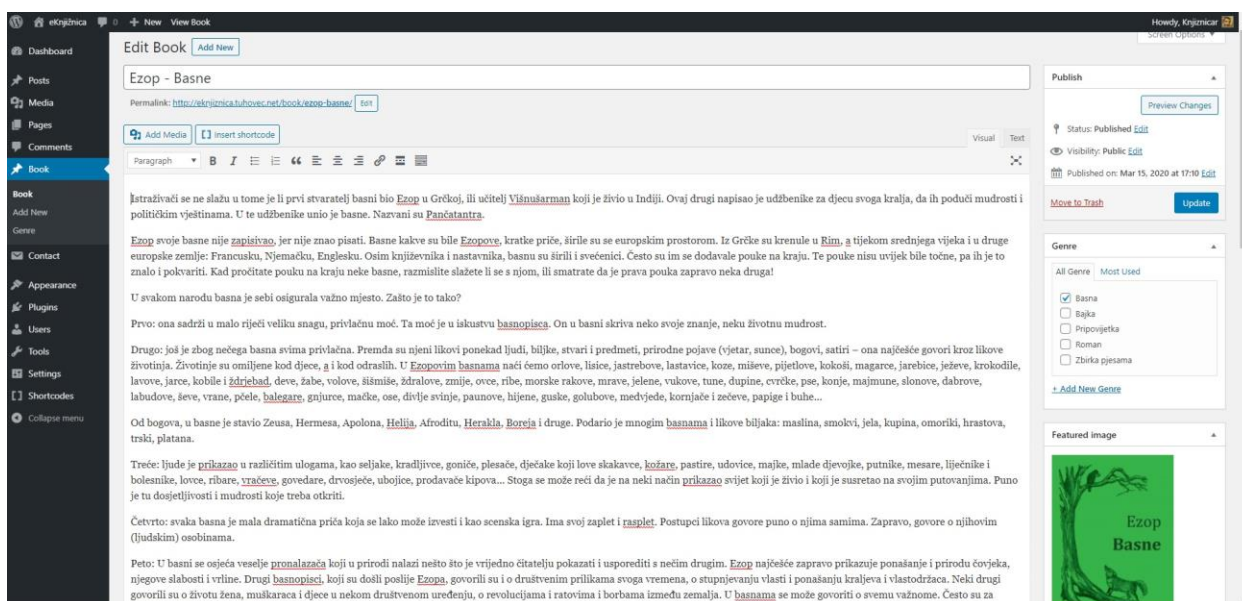 eKnjižnica 0 + New View Book Howdy, Knjiznicar
Screen Options ▼
Dashboard
Posts
Media
Pages
Comments
Book
Book
Add New
Genre
Contact
Appearance
Plugins
Users
Tools
Settings
Shortcodes
Collapse menu
Edit Book Add New
Ezop - Basne
Permalink: http://eknjiznica.tuhovec.net/book/ezop-basne/ Edit
Add Media [ ] Insert shortcode
Visual Text
Paragraph ▼ B I
Istraživači se ne slažu u tome je li prvi stvaratelj basni bio Ezop u Grčkoj, ili učitelj Višnušarman koji je živio u Indiji. Ovaj drugi napisao je udžbenike za djecu svoga kralja, da ih poduči mudrosti i
političkim vještinama. U te udžbenike unio je basne. Nazvani su Pančatantra.
Ezop svoje basne nije zapisivao, jer nije znao pisati. Basne kakve su bile Ezopove, kratke priče, širile su se europskim prostorom. Iz Grčke su krenule u Rim, a tijekom srednjega vijeka i u druge
europske zemlje: Francusku, Njemačku, Englesku. Osim književnika i nastavnika, basnu su širili i svećenici. Često su im se dodavale pouke na kraju. Te pouke nisu uvijek bile točne, pa ih je to
znalo i pokvariti. Kad pročitate pouku na kraju neke basne, razmislite slažete li se s njom, ili smatrate da je prava pouka zapravo neka druga!
U svakom narodu basna je sebi osigurala važno mjesto. Zašto je to tako?
Prvo: ona sadrži u malo riječi veliku snagu, privlačnu moć. Ta moć je u iskustvu basnopisca. On u basni skriva neko svoje znanje, neku životnu mudrost.
Drugo: još je zbog nečega basna svima privlačna. Premda su njeni likovi ponekad ljudi, biljke, stvari i predmeti, prirodne pojave (vjetar, sunce), bogovi, satiri – ona najčešće govori kroz likove
životinja. Životinje su omiljene kod djece, a i kod odraslih. U Ezopovim basnama naći ćemo orlove, lisice, jastrebove, lastavice, koze, miševe, pijetlove, kokoši, magarce, jarebice, ježeve, krokodile,
lavove, jarce, kobile i ždrjebad, deve, žabe, volove, šišmiše, ždralove, zmije, ovce, ribe, morske rakove, mrave, jelene, vukove, tune, dupine, cvrčke, pse, konje, majmune, slonove, dabrove,
labudove, ševe, vrane, pčele, balegare, gnjurce, mačke, ose, divlje svinje, paunove, hijene, guske, golubove, medvjede, kornjače i zečeve, papige i buhe...
Od bogova, u basne je stavio Zeusa, Hermesa, Apolona, Helija, Afroditu, Herakla, Boreja i druge. Podario je mnogim basnama i likove biljaka: maslina, smokvi, jela, kupina, omoriki, hrastova,
trski, platana.
Treće: ljude je prikazao u različitim ulogama, kao seljake, kradljivce, goniče, plesače, dječake koji love skakavce, kožare, pastire, udovice, majke, mlade djevojke, putnike, mesare, liječnike i
bolesnike, lovce, ribare, vračeve, govedare, drvosječe, ubojice, prodavače kipova... Stoga se može reći da je na neki način prikazao svijet koji je živio i koji je susretao na svojim putovanjima. Puno
je tu dosjetljivosti i mudrosti koje treba otkriti.
Četvrto: svaka basna je mala dramatična priča koja se lako može izvesti i kao scenska igra. Ima svoj zaplet i rasplet. Postupci likova govore puno o njima samima. Zapravo, govore o njihovim
(ljudskim) osobinama.
Peto: U basni se osjeća veselje pronalazača koji u prirodi nalazi nešto što je vrijedno čitatelju pokazati i usporediti s nečim drugim. Ezop najčešće zapravo prikazuje ponašanje i prirodu čovjeka,
njegove slabosti i vrline. Drugi basnopisci, koji su došli poslije Ezopa, govorili su i o društvenim prilikama svoga vremena, o stupnjevanju vlasti i ponašanju kraljeva i vlastodržaca. Neki drugi
govorili su o životu žena, muškaraca i djece u nekom društvenom uređenju, o revolucijama i ratovima i borbama između zemalja. U basnama se može govoriti o svemu važnome. Često su za
Publish
Preview Changes
Status: Published Edit
Visibility: Public Edit
Published on: Mar 15, 2020 at 17:10 Edit
Move to Trash Update
Genre
All Genre Most Used
Basna
Bajka
Pripovijetka
Roman
Zbirka pjesama
+ Add New Genre
Featured image
Ezop
Basne